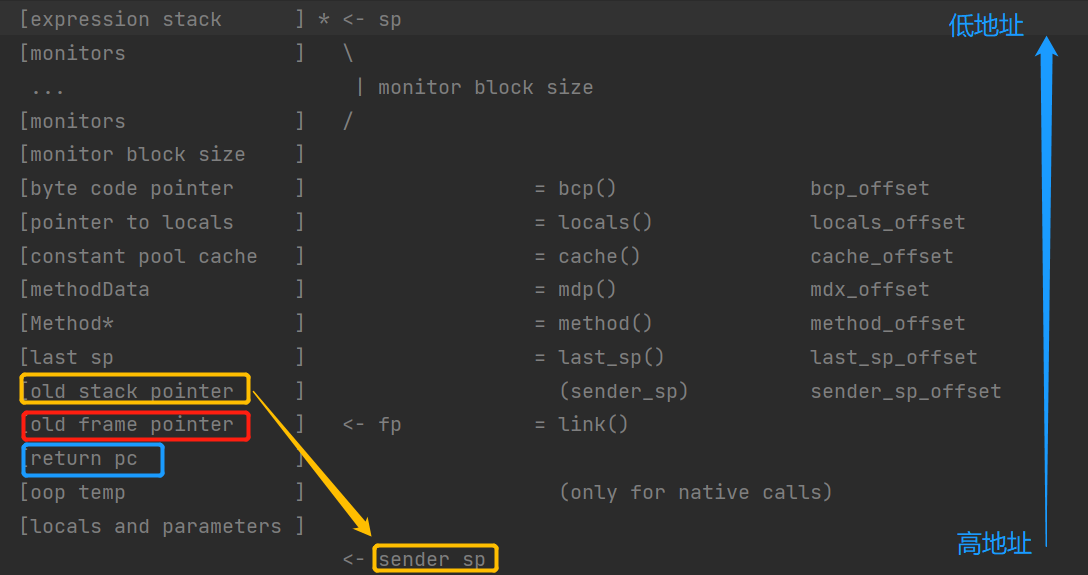 [expression stack ] * <- sp
低地址
[monitors ] \
... | monitor block size
[monitors ] /
[monitor block size ]
[byte code pointer ] = bcp() bcp_offset
[pointer to locals ] = locals() locals_offset
[constant pool cache ] = cache() cache_offset
[methodData ] = mdp() mdx_offset
[Method* ] = method() method_offset
[last sp ] = last_sp() last_sp_offset
[old stack pointer ] (sender_sp) sender_sp_offset
[old frame pointer ] <- fp = link()
[return pc ]
[oop temp ] (only for native calls)
[locals and parameters ]
高地址
<- sender sp